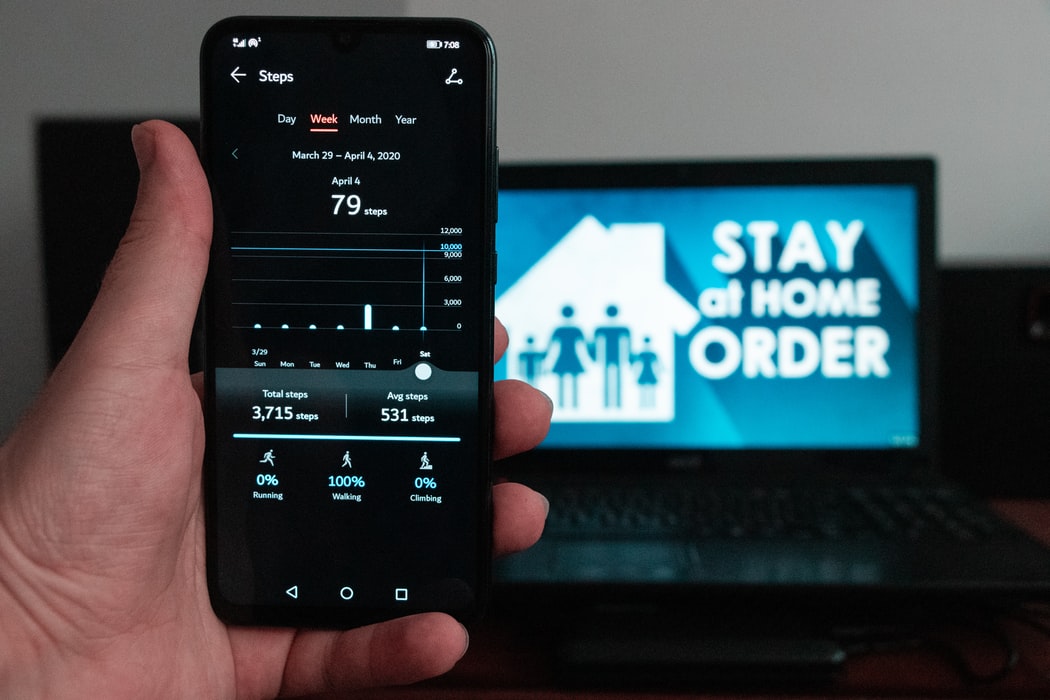 7:08
Steps
Day Week Month Year
March 29 – April 4, 2020
April 4
79 steps
12,000
10,000
9,000
6,000
3,000
0
3/29
Sun Mon Tue Wed Thu Fri Sat
Total steps Avg steps
3,715 steps 531 steps
0% 100% 0%
Running Walking Climbing
STAY
at HOME
ORDER